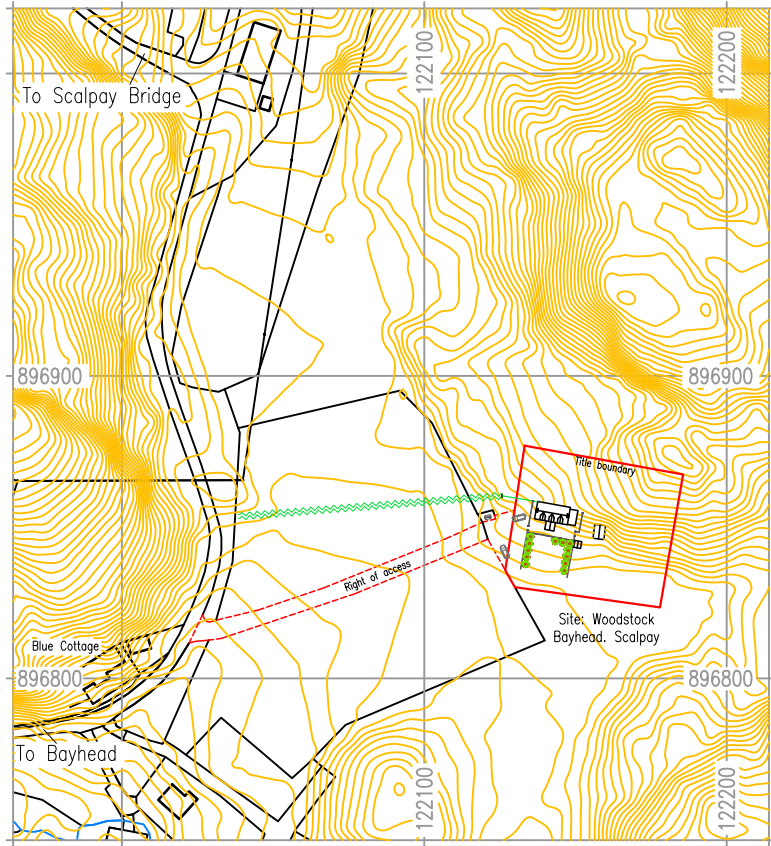 122100
122200
To Scalpay Bridge
896900
896900
Title boundary
Right of access
Site: Woodstock
Bayhead. Scalpay
Blue Cottage
896800
896800
To Bayhead
122100
122200